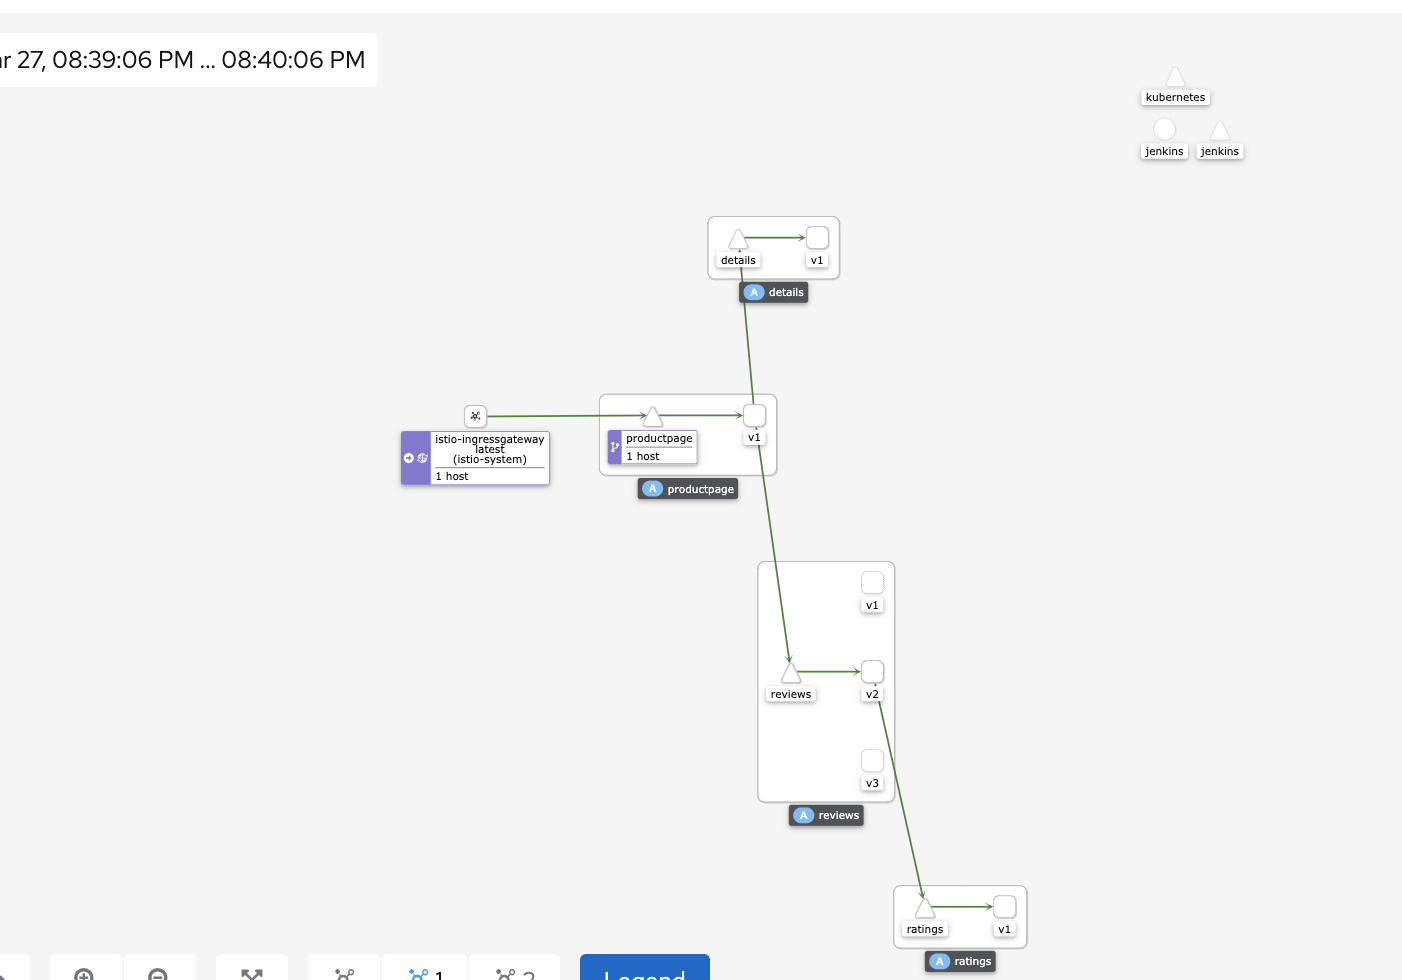 r 27, 08:39:06 PM ... 08:40:06 PM
kubernetes
jenkins
jenkins
details
v1
A details
istio-ingressgateway
latest
(istio-system)
1 host
productpage
1 host
v1
A productpage
v1
reviews
v2
v3
A reviews
ratings
v1
A ratings
1
2
Legend